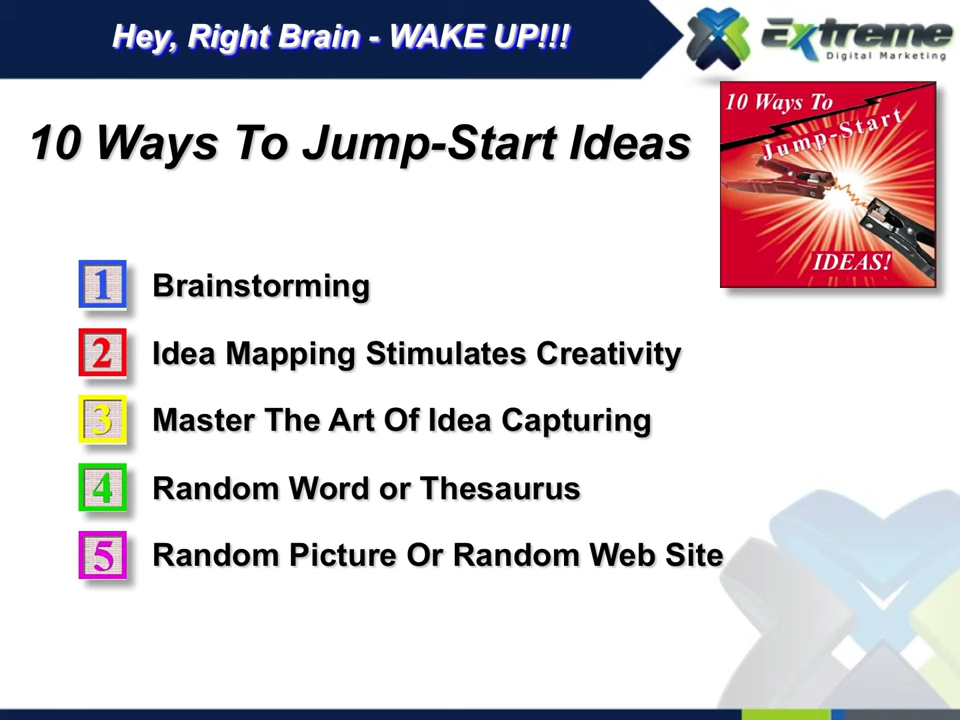 Hey, Right Brain - WAKE UP!!!
Extreme
Digital Marketing
10 Ways To Jump-Start Ideas
10 Ways To
Jump-Start
IDEAS!
1 Brainstorming
2 Idea Mapping Stimulates Creativity
3 Master The Art Of Idea Capturing
4 Random Word or Thesaurus
5 Random Picture Or Random Web Site